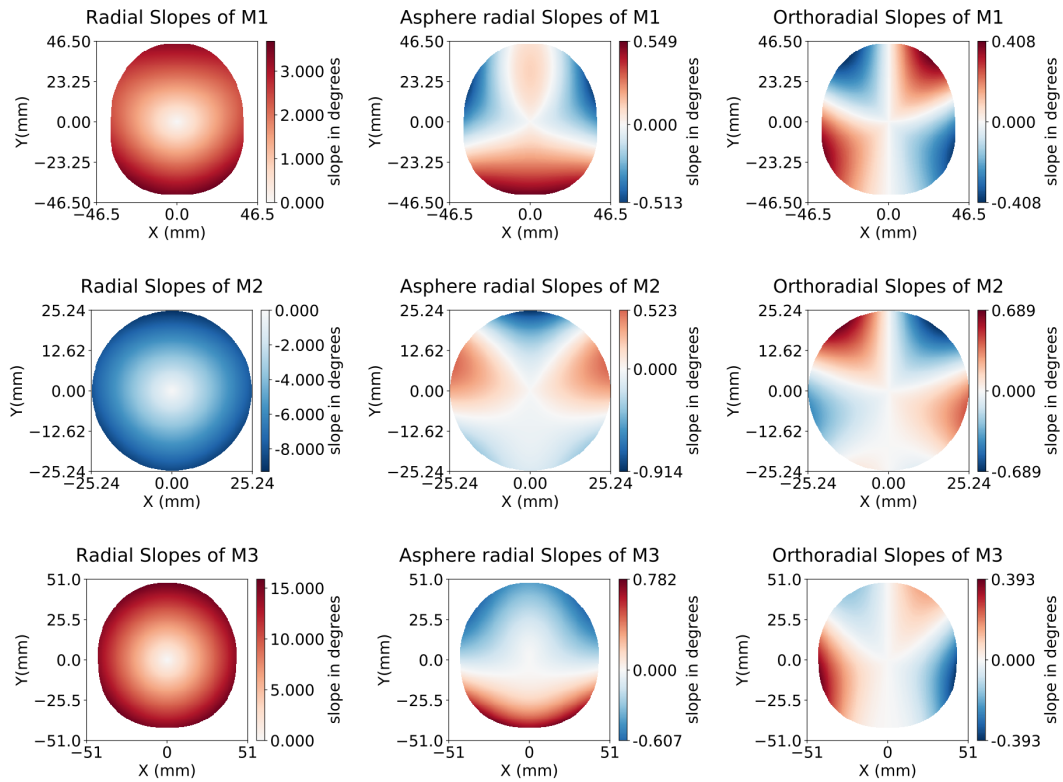 Radial Slopes of M1
46.50
23.25
0.00
−23.25
−46.50
Y(mm)
−46.5
0.0
46.5
X (mm)
3.000
2.000
1.000
0.000
slope in degrees
Asphere radial Slopes of M1
46.50
23.25
0.00
−23.25
−46.50
Y(mm)
−46.5
0.0
46.5
X (mm)
0.549
0.000
-0.513
slope in degrees
Orthoradial Slopes of M1
46.50
23.25
0.00
−23.25
−46.50
Y(mm)
−46.5
0.0
46.5
X (mm)
0.408
0.000
-0.408
slope in degrees
Radial Slopes of M2
25.24
12.62
0.00
−12.62
−25.24
Y(mm)
−25.24
0.00
25.24
X (mm)
0.000
-2.000
-4.000
-6.000
-8.000
slope in degrees
Asphere radial Slopes of M2
25.24
12.62
0.00
−12.62
−25.24
Y(mm)
−25.24
0.00
25.24
X (mm)
0.523
0.000
-0.914
slope in degrees
Orthoradial Slopes of M2
25.24
12.62
0.00
−12.62
−25.24
Y(mm)
−25.24
0.00
25.24
X (mm)
0.689
0.000
-0.689
slope in degrees
Radial Slopes of M3
51.0
25.5
0.0
−25.5
−51.0
Y(mm)
−51
0
51
X (mm)
15.000
10.000
5.000
0.000
slope in degrees
Asphere radial Slopes of M3
51.0
25.5
0.0
−25.5
−51.0
Y(mm)
−51
0
51
X (mm)
0.782
0.000
-0.607
slope in degrees
Orthoradial Slopes of M3
51.0
25.5
0.0
−25.5
−51.0
Y(mm)
−51
0
51
X (mm)
0.393
0.000
-0.393
slope in degrees